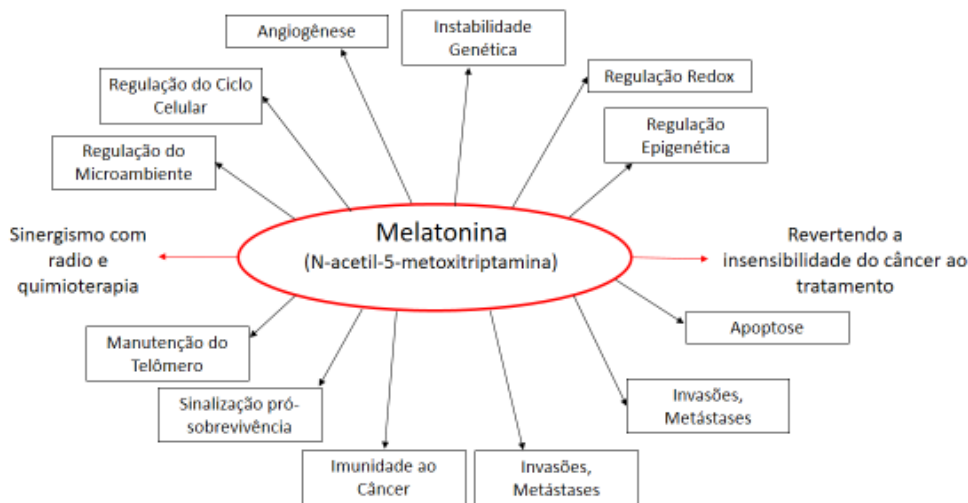 Angiogênese
Instabilidade
Genética
Regulação do Ciclo
Celular
Regulação Redox
Regulação do
Microambiente
Regulação
Epigenética
Melatonina
(N-acetil-5-metoxitriptamina)
Sinergismo com
radio e
quimioterapia
Revertendo a
insensibilidade do câncer ao
tratamento
Manutenção do
Telômero
Apoptose
Sinalização pró-
sobrevivência
Invasões,
Metástases
Imunidade ao
Câncer
Invasões,
Metástases